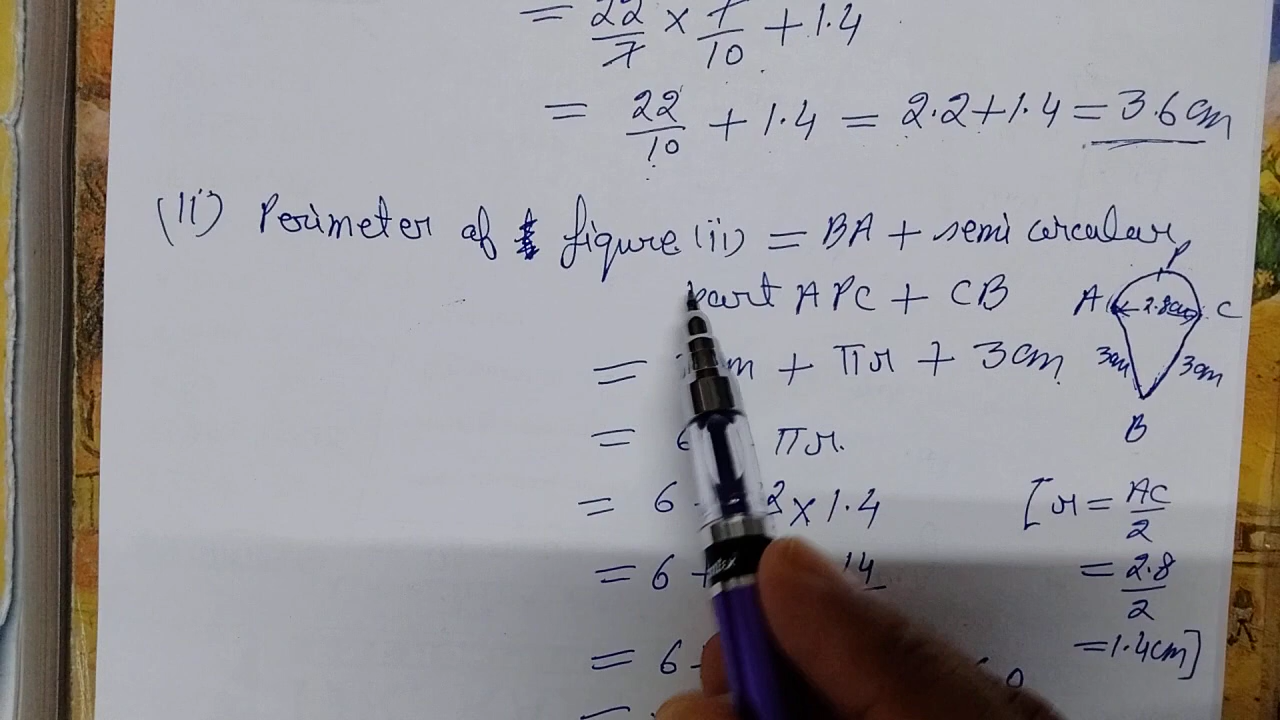 = 22/7 × 7/10 + 1.4
= 22/10 + 1.4 = 2.2+1.4 = 3.6cm
(ii) Perimeter of figure (ii) = BA + semi circular
part APC + CB
P
A 2.8cm C
= m + πr + 3cm
3cm 3cm
= 6 πr.
B
= 6 × 1.4 [r = AC/2
= 6 + 14 = 2.8/2
= 6 = 1.4cm]